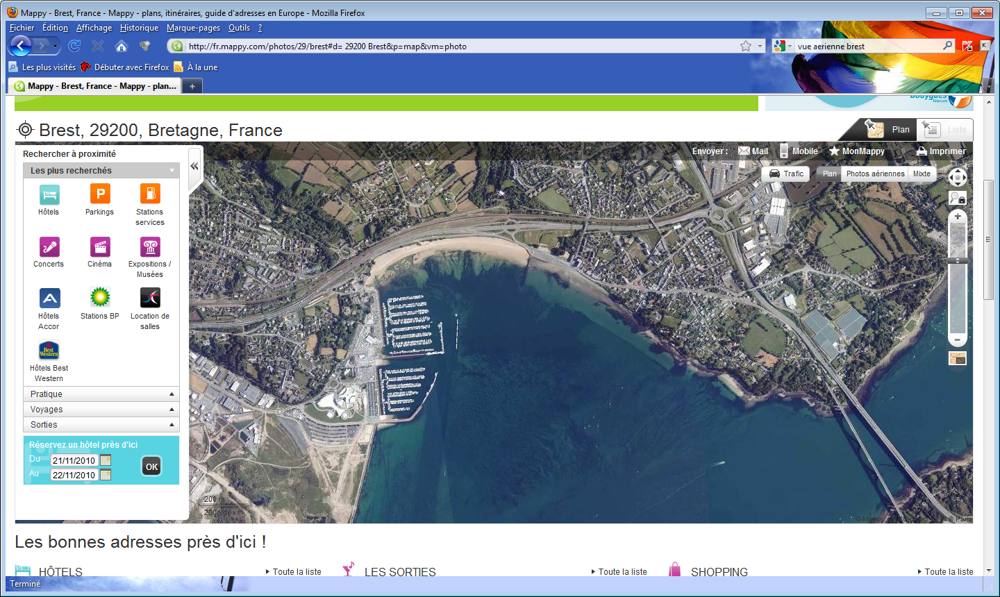 Mappy - Brest, France - Mappy - plans, itinéraires, guide d'adresses en Europe - Mozilla Firefox
Fichier Édition Affichage Historique Marque-pages Outils ?
http://fr.mappy.com/photos/29/brest#d= 29200 Brest&p=map&vm=photo
vue aerienne brest
K
Les plus visités Débuter avec Firefox À la une
Mappy - Brest, France - Mappy - plan... +
Bouygues
Telecom
Brest, 29200, Bretagne, France
Plan Liste
Rechercher à proximité
Envoyer : Mail Mobile MonMappy Imprimer
Les plus recherchés
Trafic Plan Photos aériennes Mixte
P
Hôtels Parkings Stations
services
Concerts Cinéma Expositions /
Musées
Best
Western
Hôtels
Accor
Stations BP
Location de
salles
Hôtels Best
Western
Pratique
Voyages
Sorties
Réservez un hôtel près d'ici
Du 21/11/2010
OK
Au 22/11/2010
200 m
Les bonnes adresses près d'ici !
HÔTELS Toute la liste LES SORTIES Toute la liste SHOPPING Toute la liste
Terminé